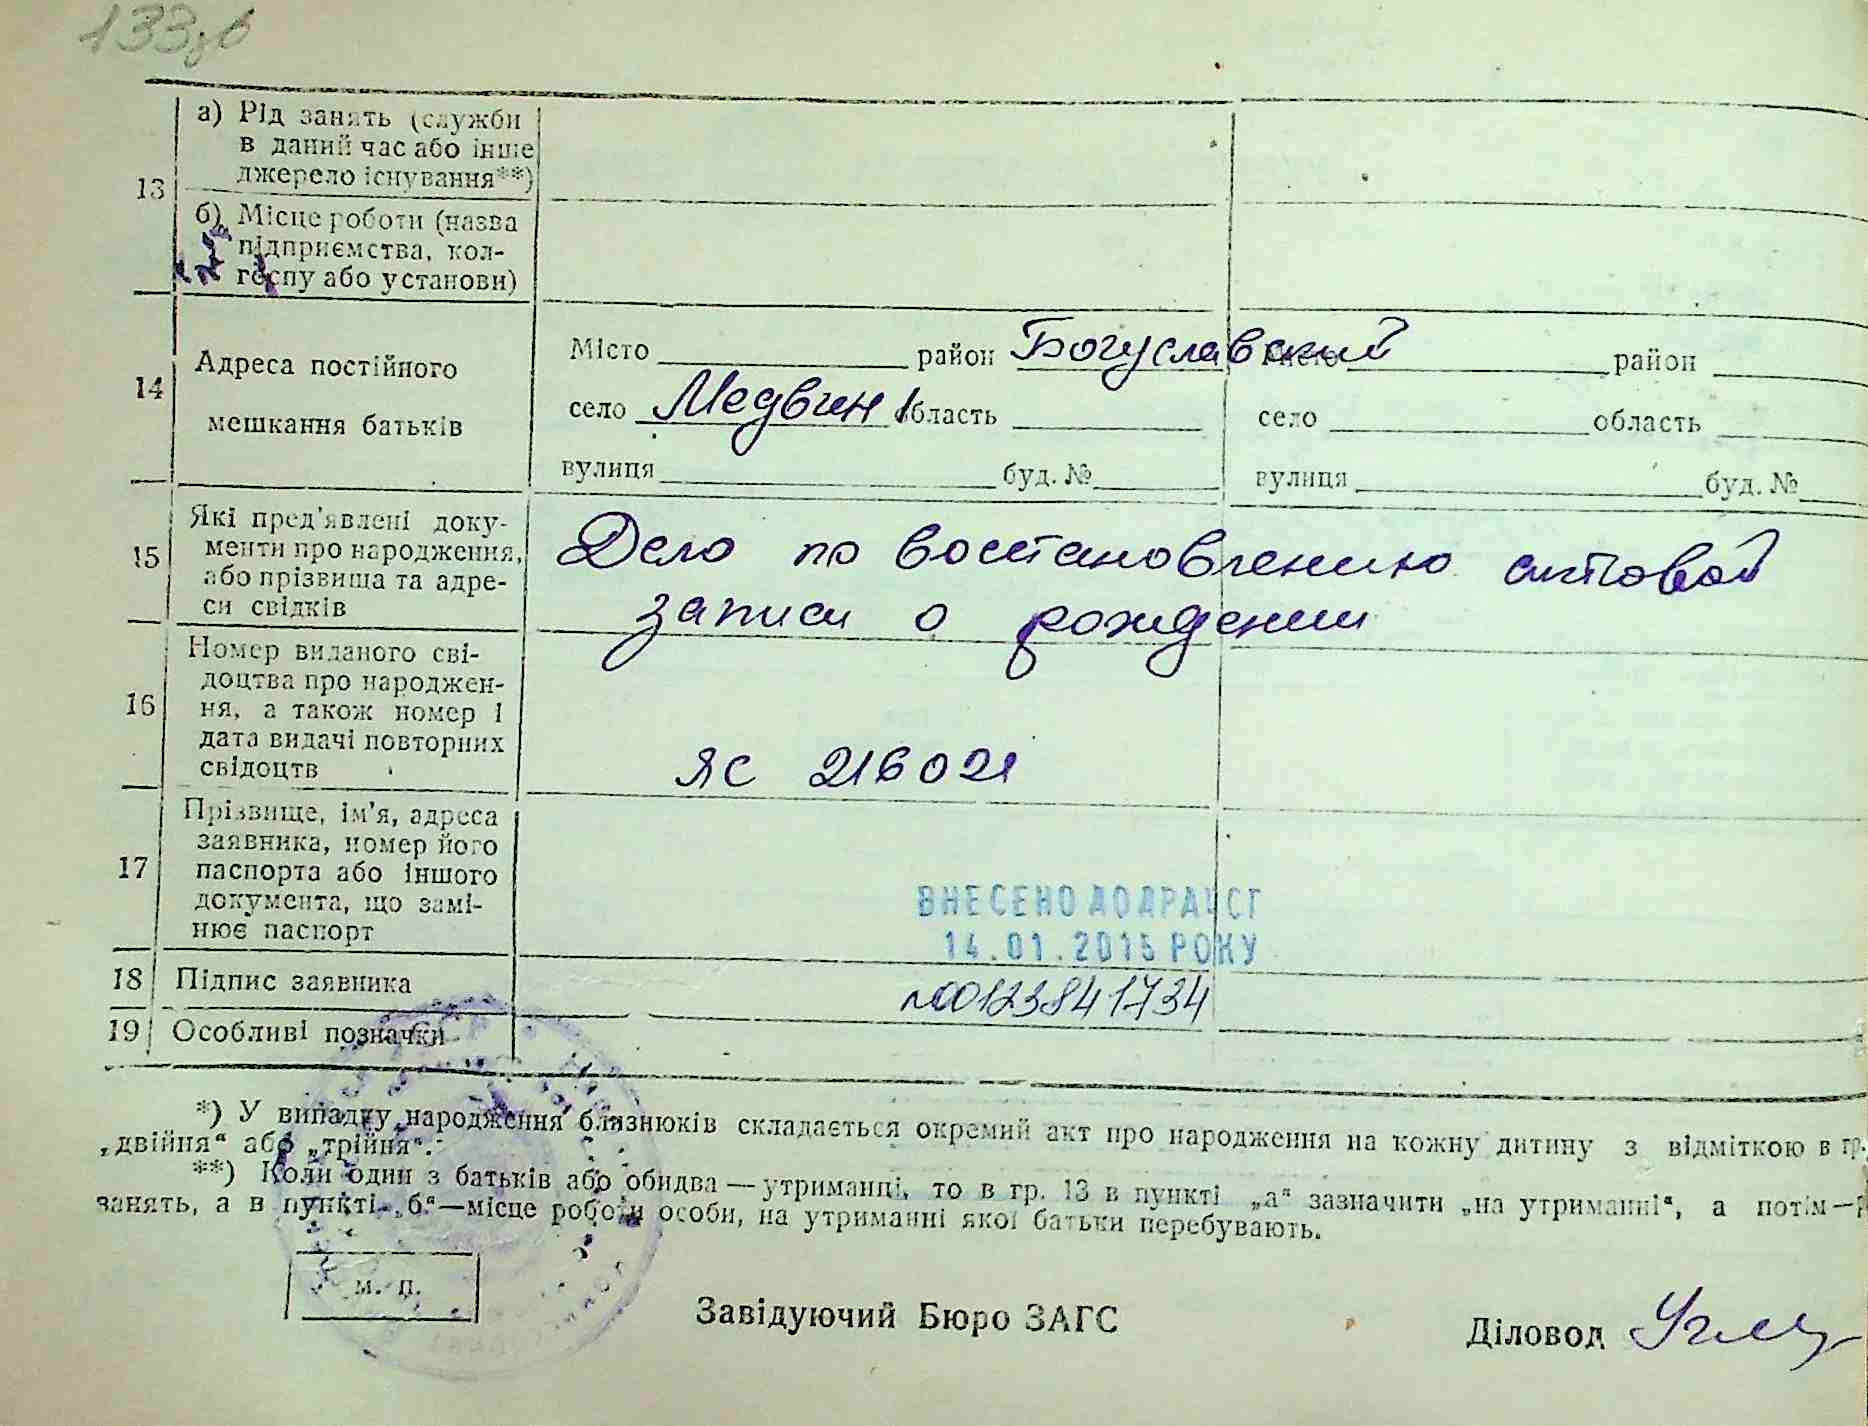 133
а) Рід занять (служби
в даний час або інше
джерело існування**)
13
б) Місце роботи (назва
підприємства, кол-
госпу або установи)
Місто район Богуславский Місто район
Адреса постійного
14
село Медвин область село область
мешкання батьків
вулиця буд. № вулиця буд. №
Які пред'явлені доку-
менти про народження,
або прізвища та адре-
си свідків
15
Дело по восстановлению актовой
записи о рождении
Номер виданого сві-
доцтва про народжен-
ня, а також номер і
дата видачі повторних
свідоцтв
16
ЯС 216021
Прізвище, ім'я, адреса
заявника, номер його
паспорта або іншого
документа, що замі-
нює паспорт
17
ВНЕСЕНО ДО ДРАЦСГ
14.01.2015 РОКУ
18 Підпис заявника
№00123841734
19 Особливі позначки
*) У випадку народження близнюків складається окремий акт про народження на кожну дитину з відміткою в гр.
„двійня“ або „трійня“.
**) Коли один з батьків або обидва—утриманці, то в гр. 13 в пункті „а“ зазначити „на утриманні“, а потім—
занять, а в пункті „б“—місце роботи особи, на утриманні якої батьки перебувають.
м. п.
Завідуючий Бюро ЗАГС
Діловод